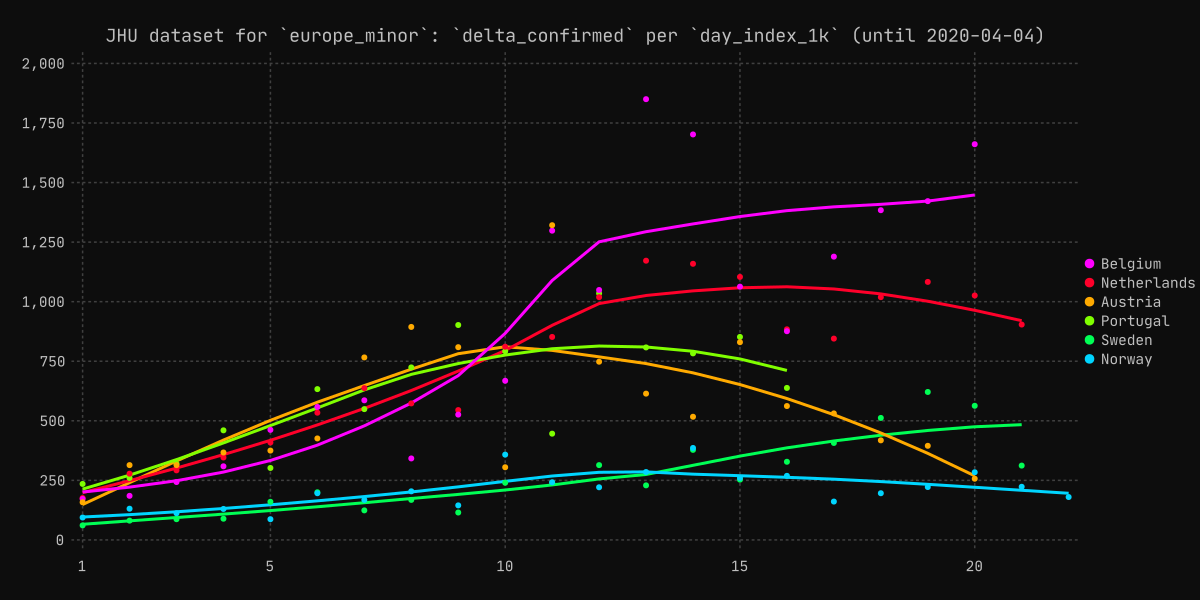 JHU dataset for `europe_minor`: `delta_confirmed` per `day_index_1k` (until 2020-04-04)
2,000
1,750
1,500
1,250
1,000
750
500
250
0
1 5 10 15 20
Belgium
Netherlands
Austria
Portugal
Sweden
Norway